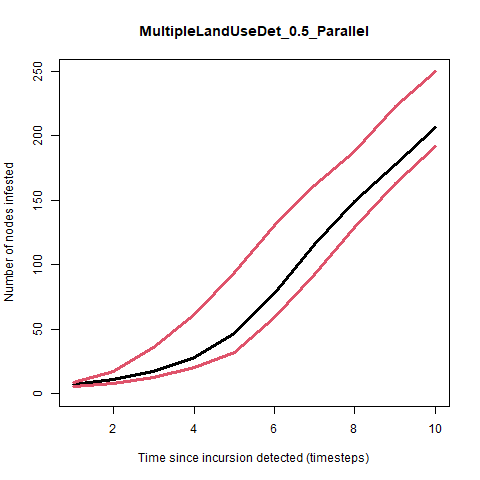 MultipleLandUseDet_0.5_Parallel
Number of nodes infested
250
200
150
100
50
0
2 4 6 8 10
Time since incursion detected (timesteps)